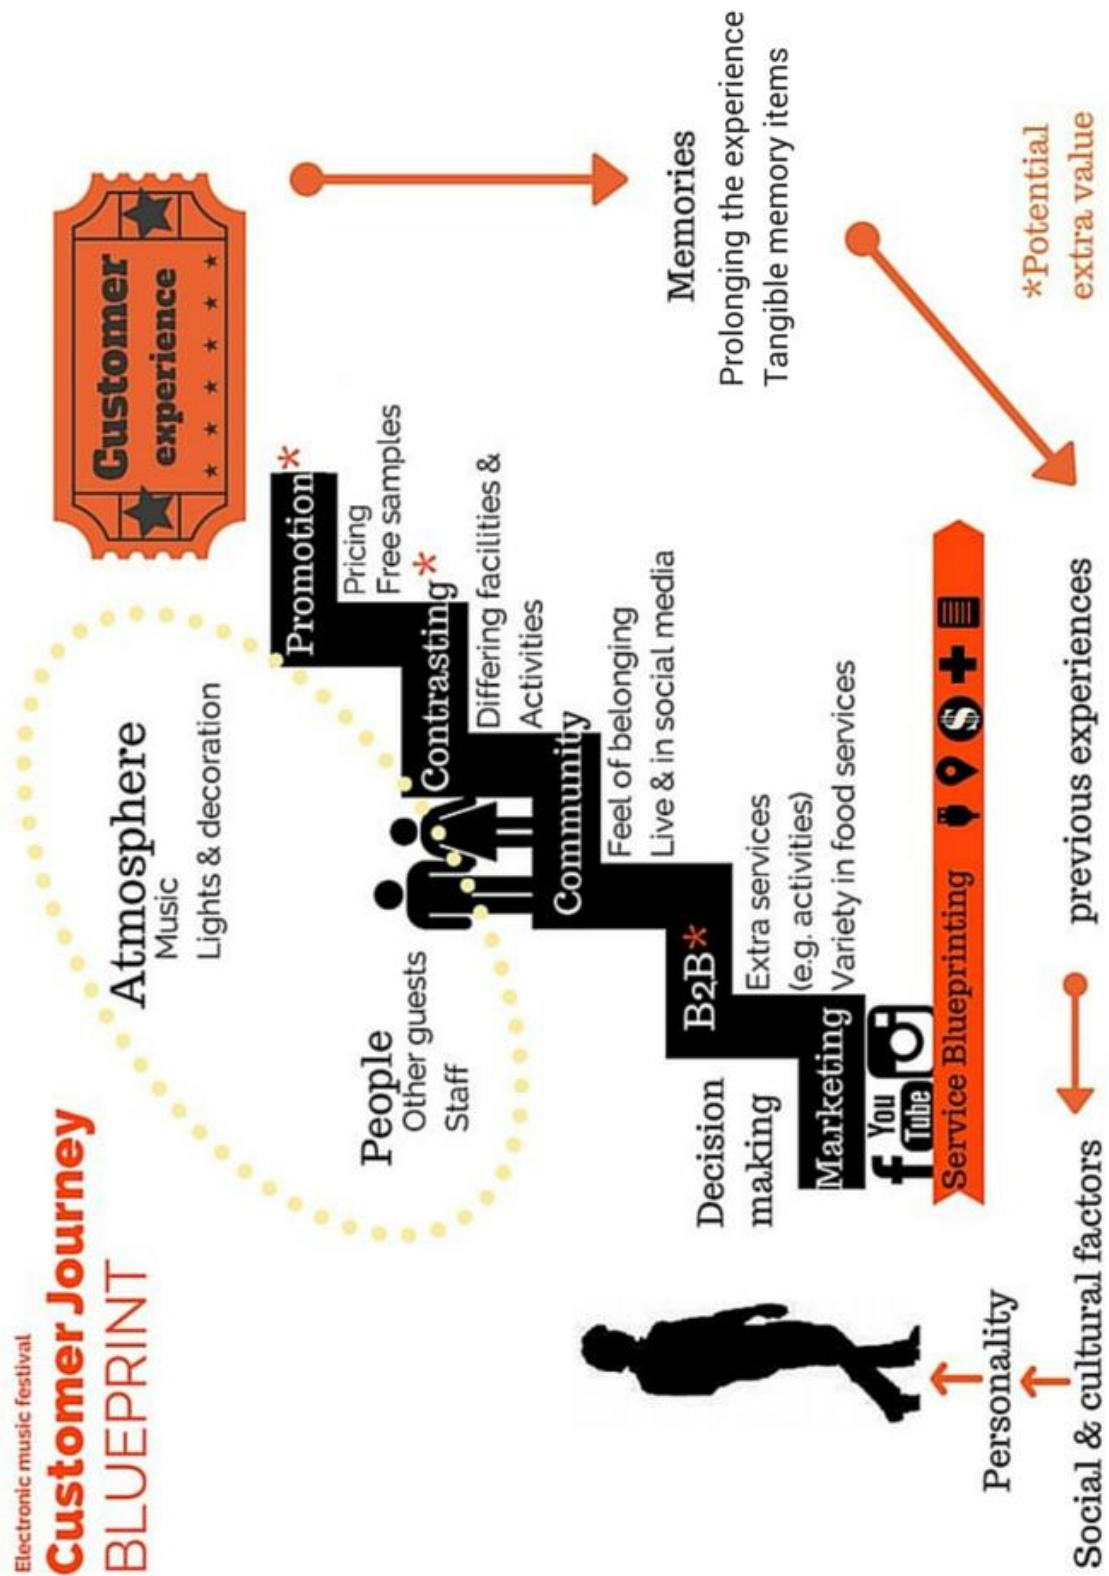 Electronic music festival
Customer Journey
BLUEPRINT
Atmosphere
Music
Lights & decoration
Customer
experience
People
Other guests
Staff
Promotion*
Pricing
Free samples
Contrasting*
Differing facilities &
Activities
Community
Feel of belonging
Live & in social media
B2B*
Extra services
(e.g. activities)
Variety in food services
Decision
making
Marketing
f You
Tube
Service Blueprinting
$
Memories
Prolonging the experience
Tangible memory items
Personality
Social & cultural factors
previous experiences
*Potential
extra value